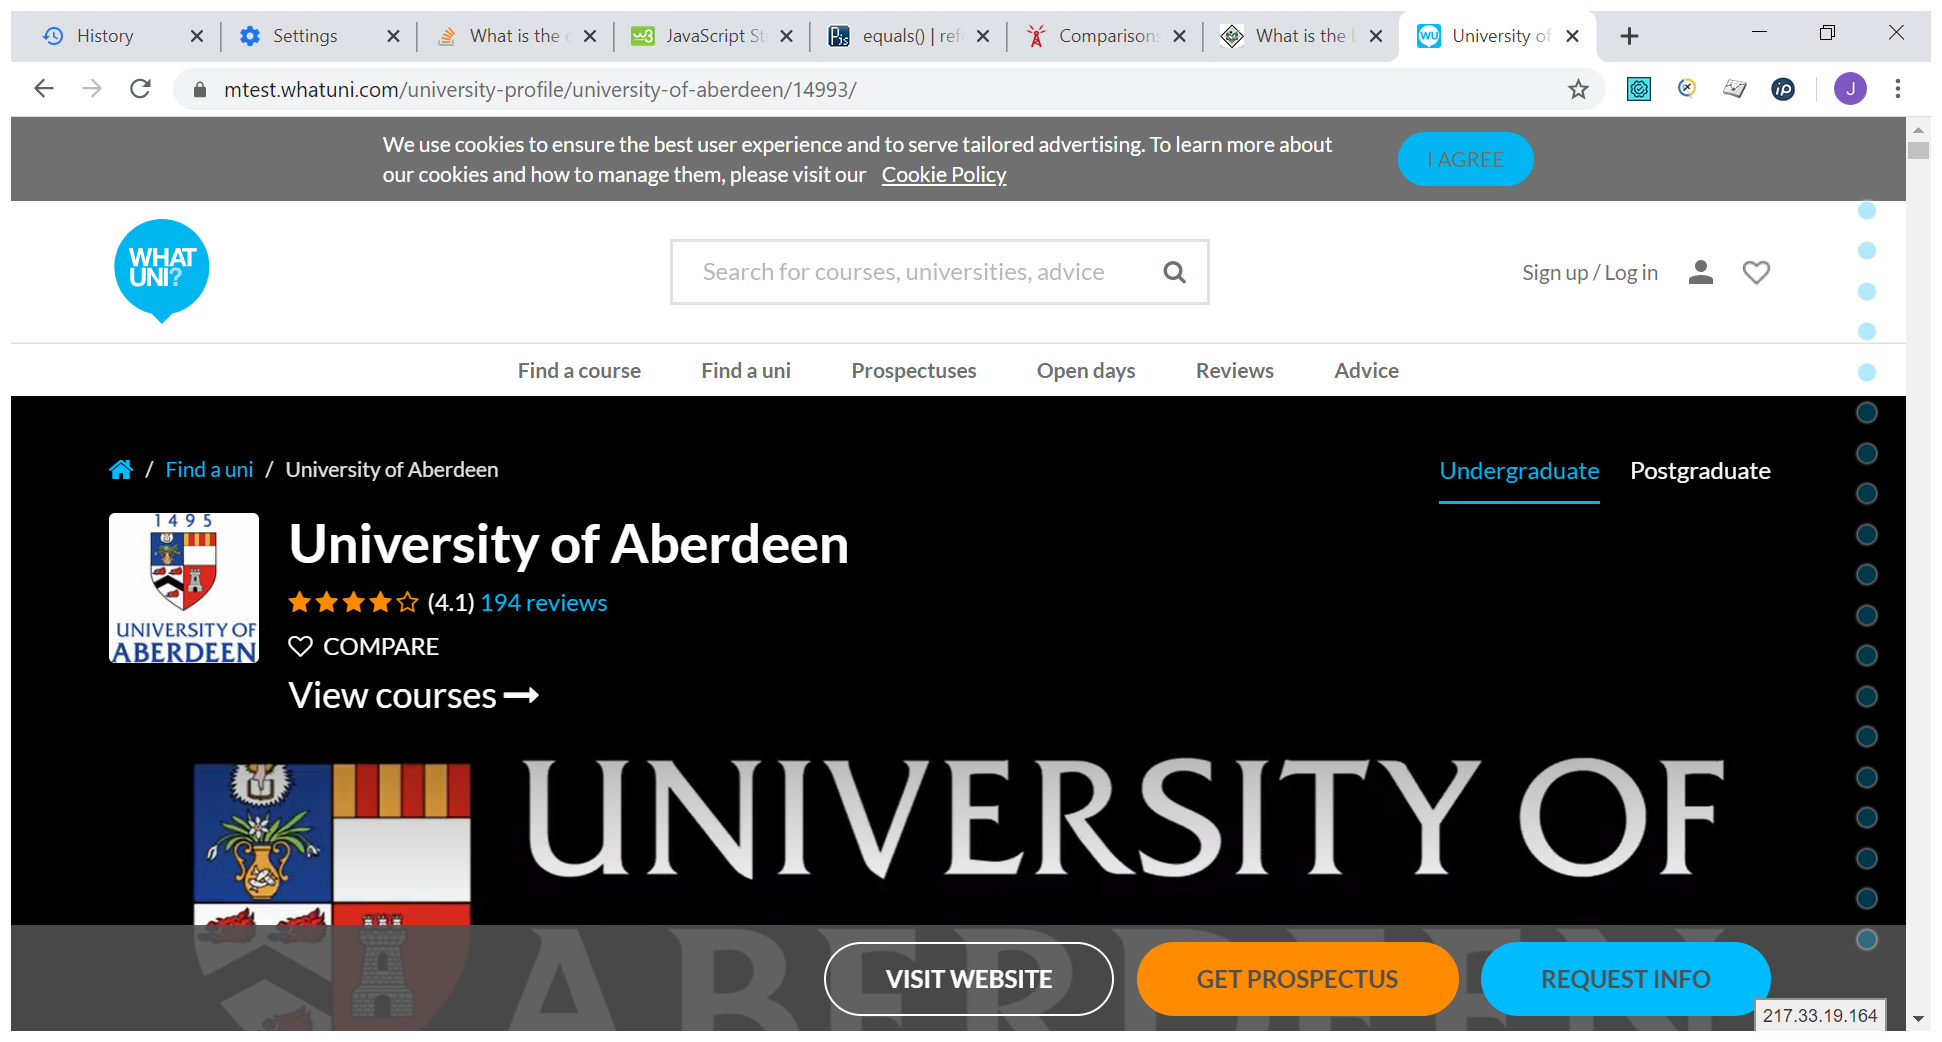 History
Settings
What is the
JavaScript St
equals() | ref
Comparisons
What is the
University of
mtest.whatuni.com/university-profile/university-of-aberdeen/14993/
J
We use cookies to ensure the best user experience and to serve tailored advertising. To learn more about
our cookies and how to manage them, please visit our Cookie Policy
I AGREE
WHAT
UNI?
Search for courses, universities, advice
Sign up / Log in
Find a course
Find a uni
Prospectuses
Open days
Reviews
Advice
/ Find a uni / University of Aberdeen
Undergraduate
Postgraduate
1495
UNIVERSITY OF
ABERDEEN
University of Aberdeen
(4.1) 194 reviews
COMPARE
View courses
UNIVERSITY OF
ABERDEEN
VISIT WEBSITE
GET PROSPECTUS
REQUEST INFO
217.33.19.164